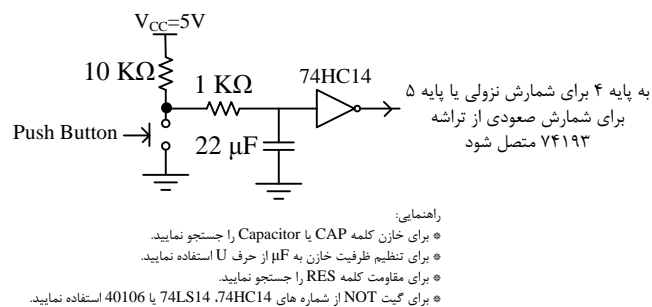 V_CC=5V
10 KΩ
1 KΩ
74HC14
Push Button
22 μF
به پایه ۴ برای شمارش نزولی یا پایه ۵
برای شمارش صعودی از تراشه
۷۴۱۹۳ متصل شود
راهنمایی:
* برای خازن کلمه CAP یا Capacitor را جستجو نمایید.
* برای تنظیم ظرفیت خازن به μF از حرف U استفاده نمایید.
* برای مقاومت کلمه RES را جستجو نمایید.
* برای گیت NOT از شماره های 74HC14، 74LS14 یا 40106 استفاده نمایید.